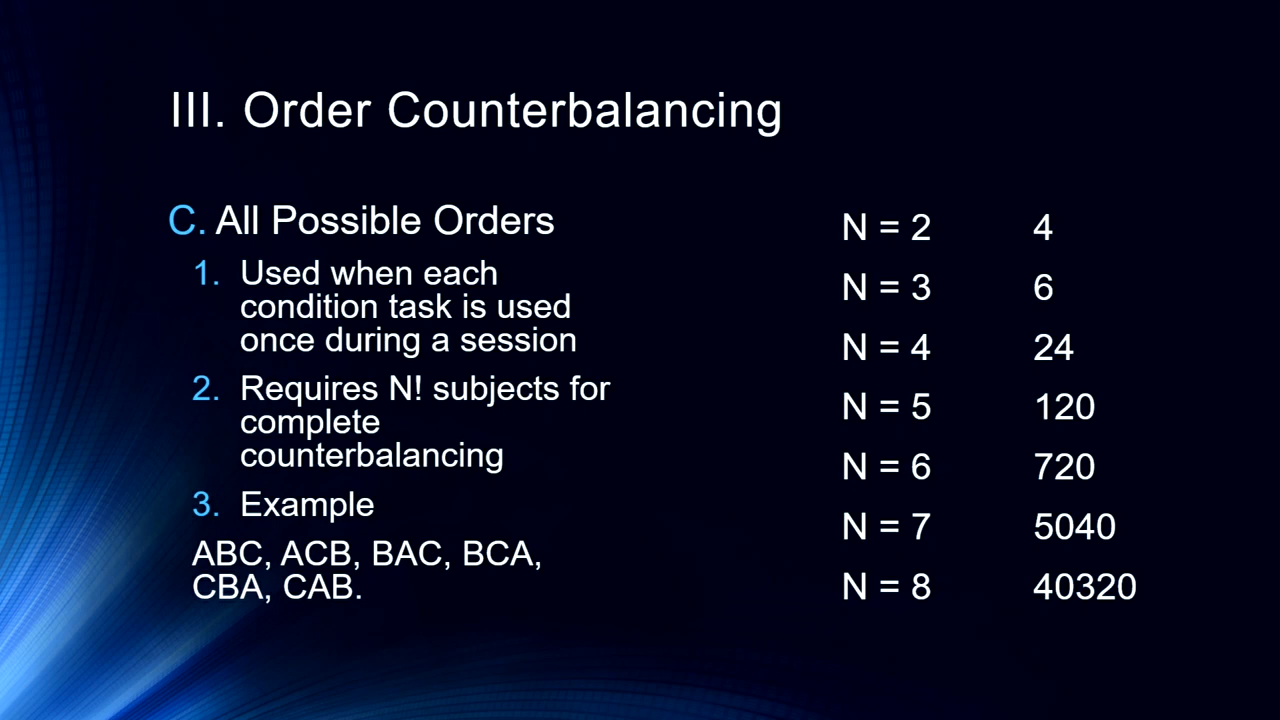 III. Order Counterbalancing
C. All Possible Orders
1. Used when each
condition task is used
once during a session
2. Requires N! subjects for
complete
counterbalancing
3. Example
ABC, ACB, BAC, BCA,
CBA, CAB.
N = 2 4
N = 3 6
N = 4 24
N = 5 120
N = 6 720
N = 7 5040
N = 8 40320